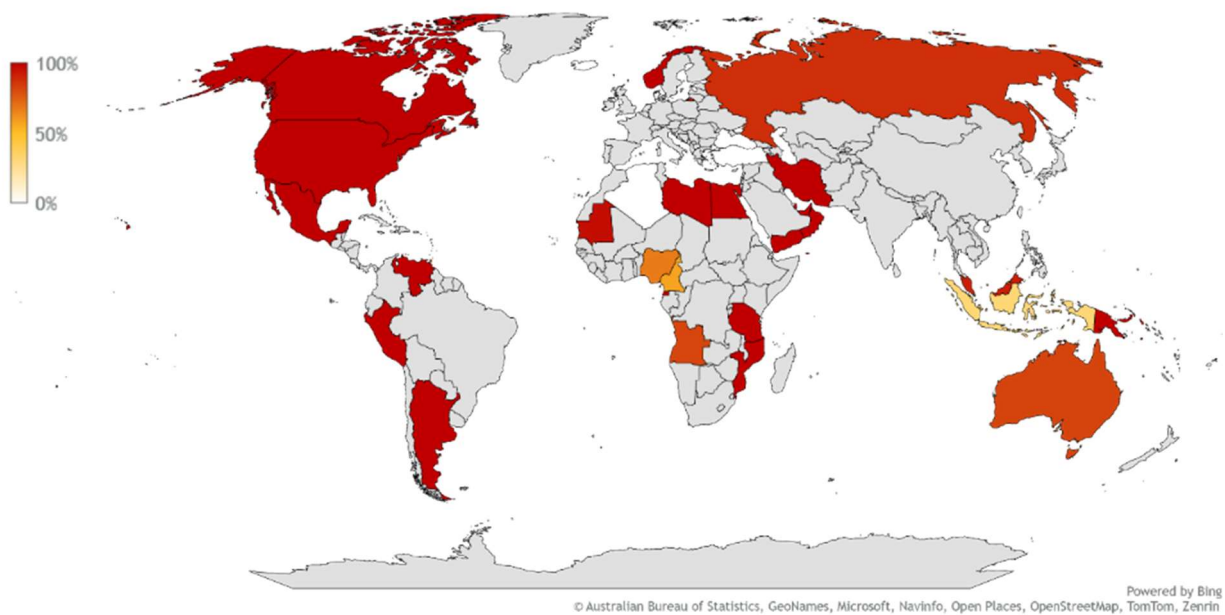 100%
50%
0%
Powered by Bing
© Australian Bureau of Statistics, GeoNames, Microsoft, Navinfo, Open Places, OpenStreetMap, TomTom, Zenrin